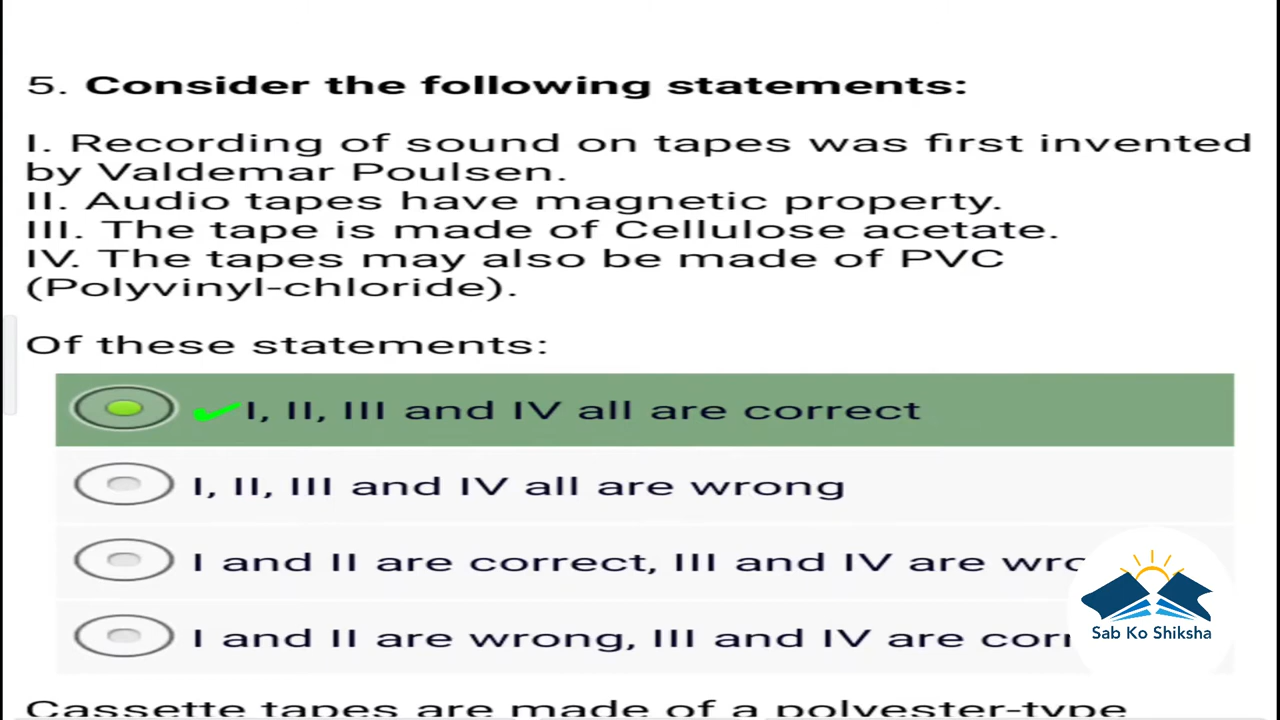 5. Consider the following statements:
I. Recording of sound on tapes was first invented
by Valdemar Poulsen.
II. Audio tapes have magnetic property.
III. The tape is made of Cellulose acetate.
IV. The tapes may also be made of PVC
(Polyvinyl-chloride).
Of these statements:
I, II, III and IV all are correct
I, II, III and IV all are wrong
I and II are correct, III and IV are
I and II are wrong, III and IV are
Sab Ko Shiksha
Cassette tapes are made of a polyester-type